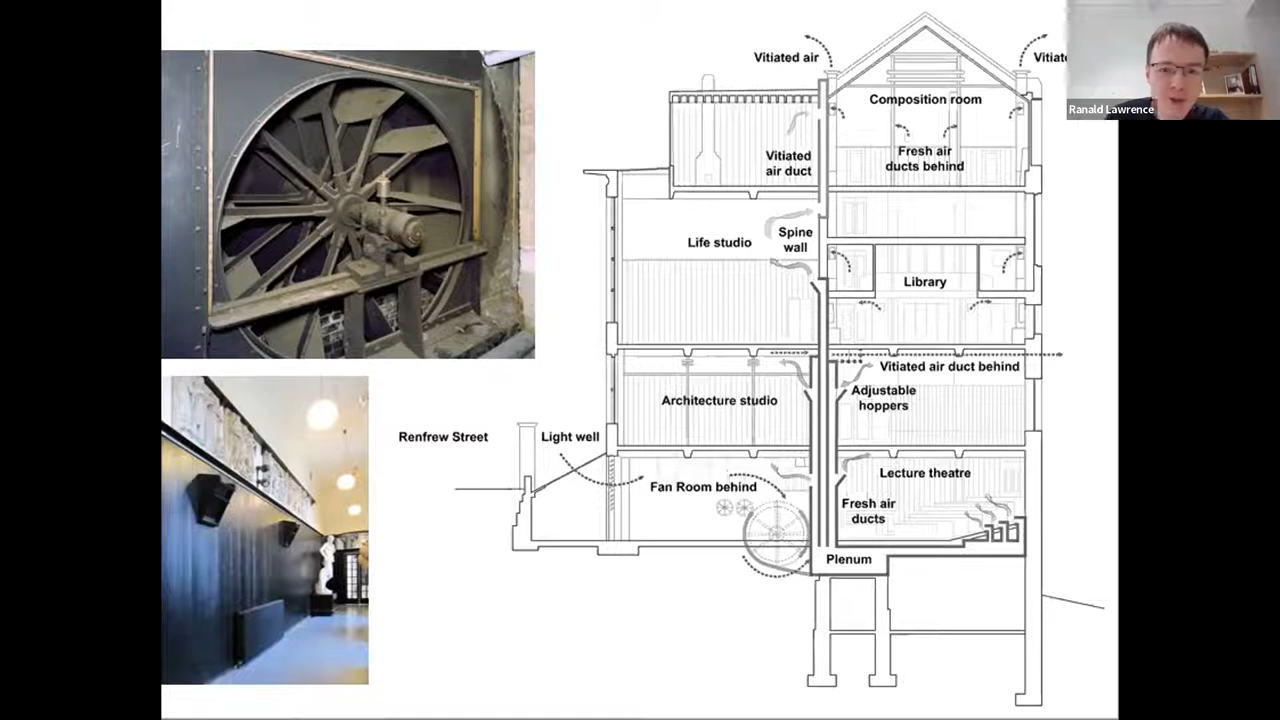 Vitiated air
Vitiate
Ranald Lawrence
Composition room
Fresh air
ducts behind
Vitiated
air duct
Life studio
Spine
wall
Library
Vitiated air duct behind
Architecture studio
Adjustable
hoppers
Renfrew Street
Light well
Lecture theatre
Fan Room behind
Fresh air
ducts
Plenum